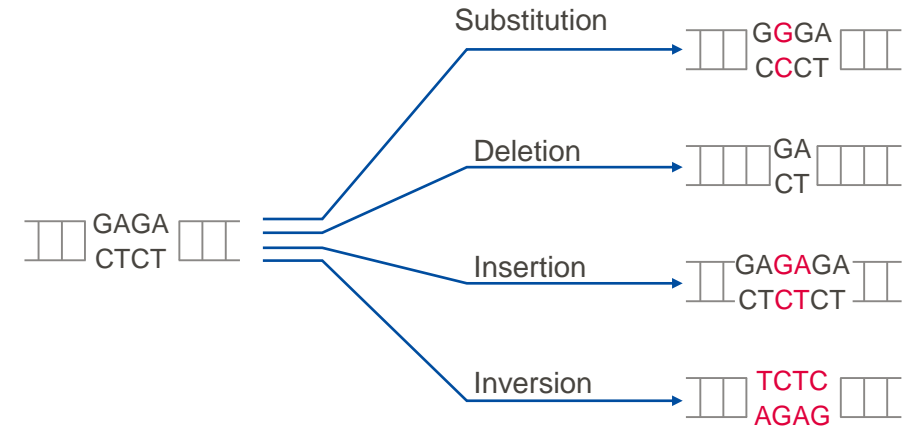 Substitution
GGGA
CCCT
Deletion
GA
CT
GAGA
CTCT
Insertion
GAGAGA
CTCTCT
Inversion
TCTC
AGAG